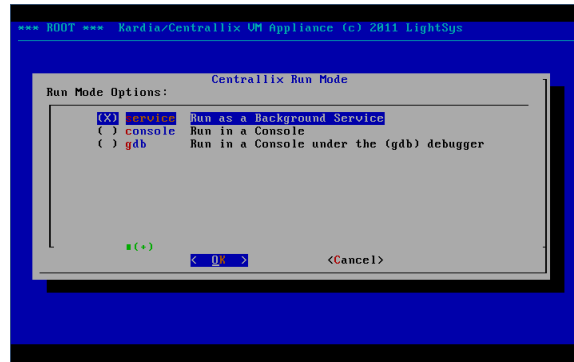 *** ROOT *** Kardia/Centrallix VM Appliance (c) 2011 LightSys
Centrallix Run Mode
Run Mode Options:
(X) service Run as a Background Service
( ) console Run in a Console
( ) gdb Run in a Console under the (gdb) debugger
(+)
< OK > <Cancel>